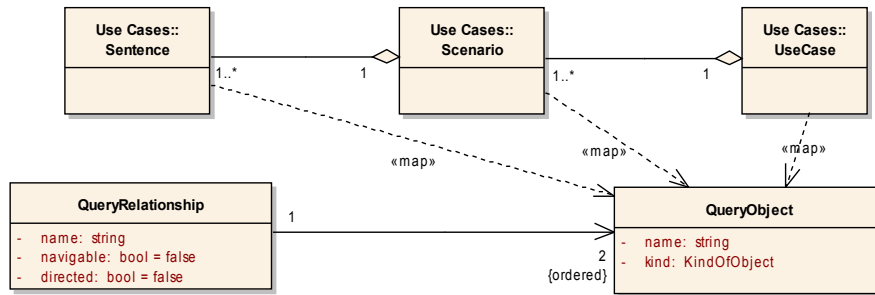 Use Cases::
Sentence
Use Cases::
Scenario
Use Cases::
UseCase
1..*
1
1..*
1
«map»
«map»
«map»
QueryRelationship
- name: string
- navigable: bool = false
- directed: bool = false
1
2
{ordered}
QueryObject
- name: string
- kind: KindOfObject